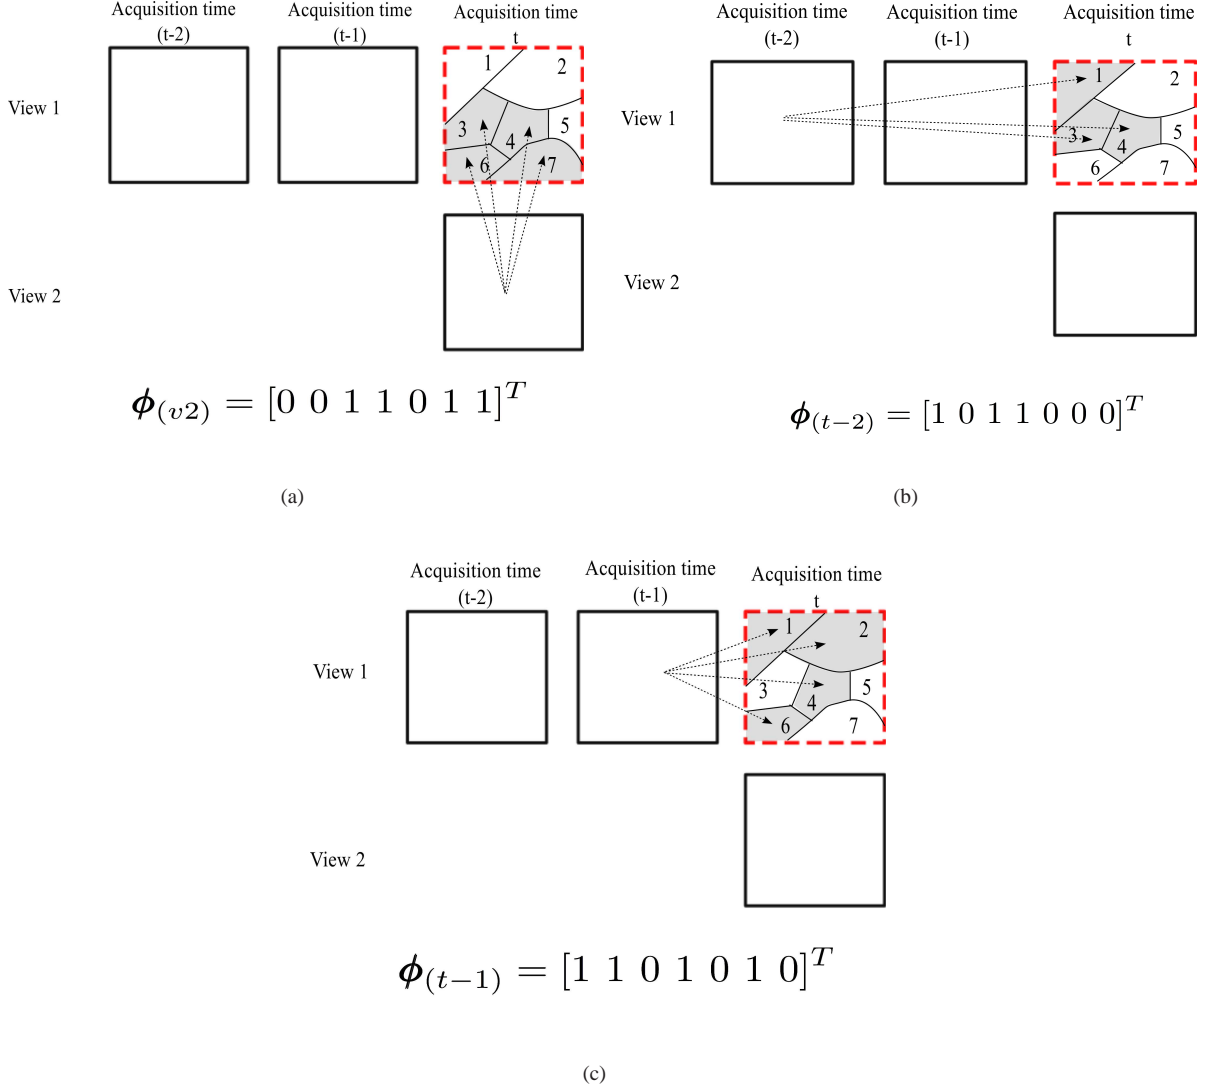 Acquisition time
(t-2)
Acquisition time
(t-1)
Acquisition time
t
View 1
1
2
3
4
5
6
7
View 2
ϕ(v2) = [0 0 1 1 0 1 1]^T
(a)
Acquisition time
(t-2)
Acquisition time
(t-1)
Acquisition time
t
View 1
1
2
3
4
5
6
7
View 2
ϕ(t−2) = [1 0 1 1 0 0 0]^T
(b)
Acquisition time
(t-2)
Acquisition time
(t-1)
Acquisition time
t
View 1
1
2
3
4
5
6
7
View 2
ϕ(t−1) = [1 1 0 1 0 1 0]^T
(c)